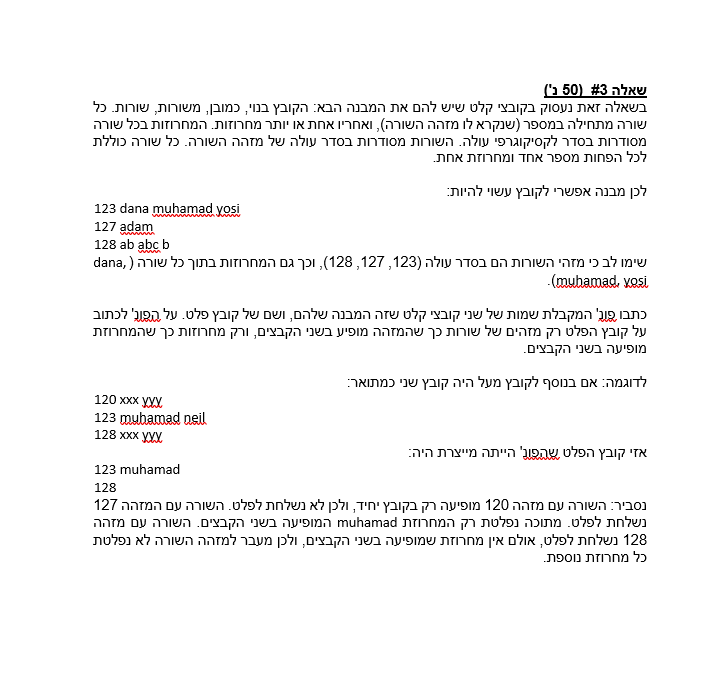 שאלה #3 (50 נ')
בשאלה זאת נעסוק בקובצי קלט שיש להם את המבנה הבא: הקובץ בנוי, כמובן, משורות, שורות. כל
שורה מתחילה במספר (שנקרא לו מזהה השורה), ואחריו אחת או יותר מחרוזות. המחרוזות בכל שורה
מסודרות בסדר לקסיקוגרפי עולה. השורות מסודרות בסדר עולה של מזהה השורה. כל שורה כוללת
לכל הפחות מספר אחד ומחרוזת אחת.
לכן מבנה אפשרי לקובץ עשוי להיות:
123 dana muhamad yosi
127 adam
128 ab abc b
שימו לב כי מזהי השורות הם בסדר עולה (123, 127, 128), וכך גם המחרוזות בתוך כל שורה (dana,
muhamad, yosi).
כתבו פונ' המקבלת שמות של שני קובצי קלט שזה המבנה שלהם, ושם של קובץ פלט. על הפונ' לכתוב
על קובץ הפלט רק מזהים של שורות כך שהמזהה מופיע בשני הקבצים, ורק מחרוזות כך שהמחרוזת
מופיעה בשני הקבצים.
לדוגמה: אם בנוסף לקובץ מעל היה קובץ שני כמתואר:
120 xxx yyy
123 muhamad neil
128 xxx yyy
אזי קובץ הפלט שהפונ' הייתה מייצרת היה:
123 muhamad
128
נסביר: השורה עם מזהה 120 מופיעה רק בקובץ יחיד, ולכן לא נשלחת לפלט. השורה עם המזהה 127
נשלחת לפלט. מתוכה נפלטת רק המחרוזת muhamad המופיעה בשני הקבצים. השורה עם מזהה
128 נשלחת לפלט, אולם אין מחרוזת שמופיעה בשני הקבצים, ולכן מעבר למזהה השורה לא נפלטת
כל מחרוזת נוספת.